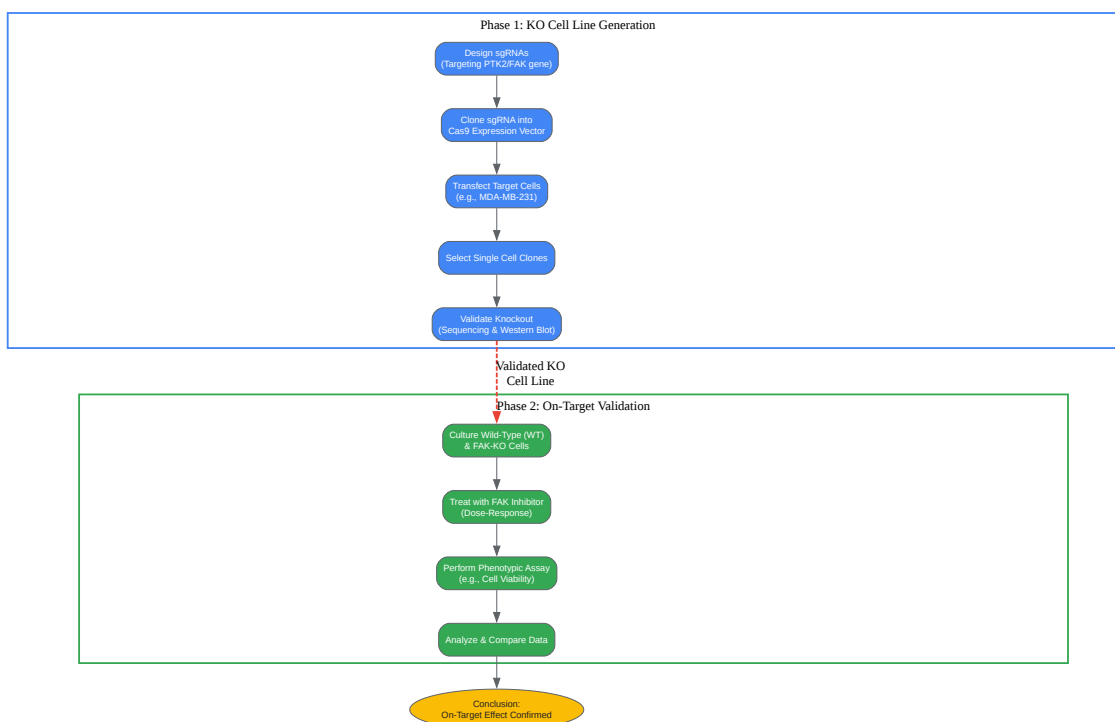 Phase 1: KO Cell Line Generation
Design sgRNAs
(Targeting PTK2/FAK gene)
Clone sgRNA into
Cas9 Expression Vector
Transfect Target Cells
(e.g., MDA-MB-231)
Select Single Cell Clones
Validate Knockout
(Sequencing & Western Blot)
Validated KO
Cell Line
Phase 2: On-Target Validation
Culture Wild-Type (WT)
& FAK-KO Cells
Treat with FAK Inhibitor
(Dose-Response)
Perform Phenotypic Assay
(e.g., Cell Viability)
Analyze & Compare Data
Conclusion:
On-Target Effect Confirmed